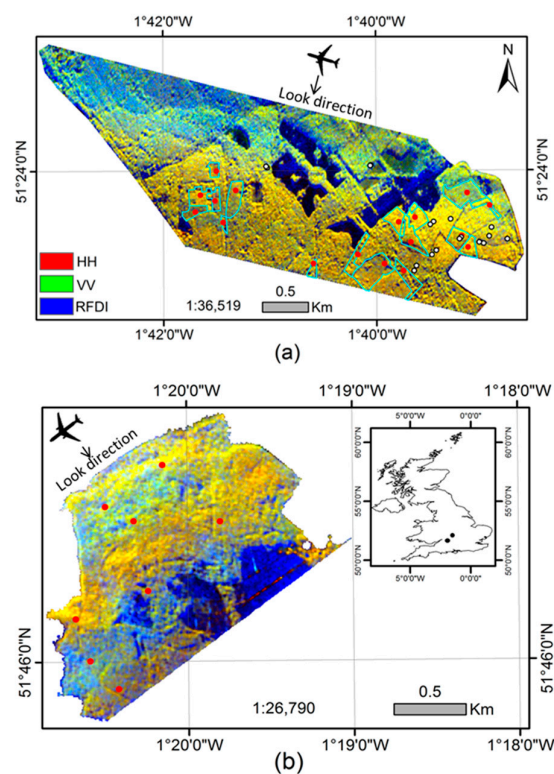 1°42'0"W 1°40'0"W
N
Look direction
51°24'0"N 51°24'0"N
HH
VV
RFDI
1:36,519
0.5
Km
1°42'0"W 1°40'0"W
(a)
1°20'0"W 1°19'0"W 1°18'0"W
Look direction
5°0'0"W 0°0'0"
60°0'0"N 60°0'0"N
55°0'0"N 55°0'0"N
50°0'0"N 50°0'0"N
5°0'0"W 0°0'0"
51°46'0"N 51°46'0"N
1:26,790
0.5
Km
1°20'0"W 1°19'0"W 1°18'0"W
(b)